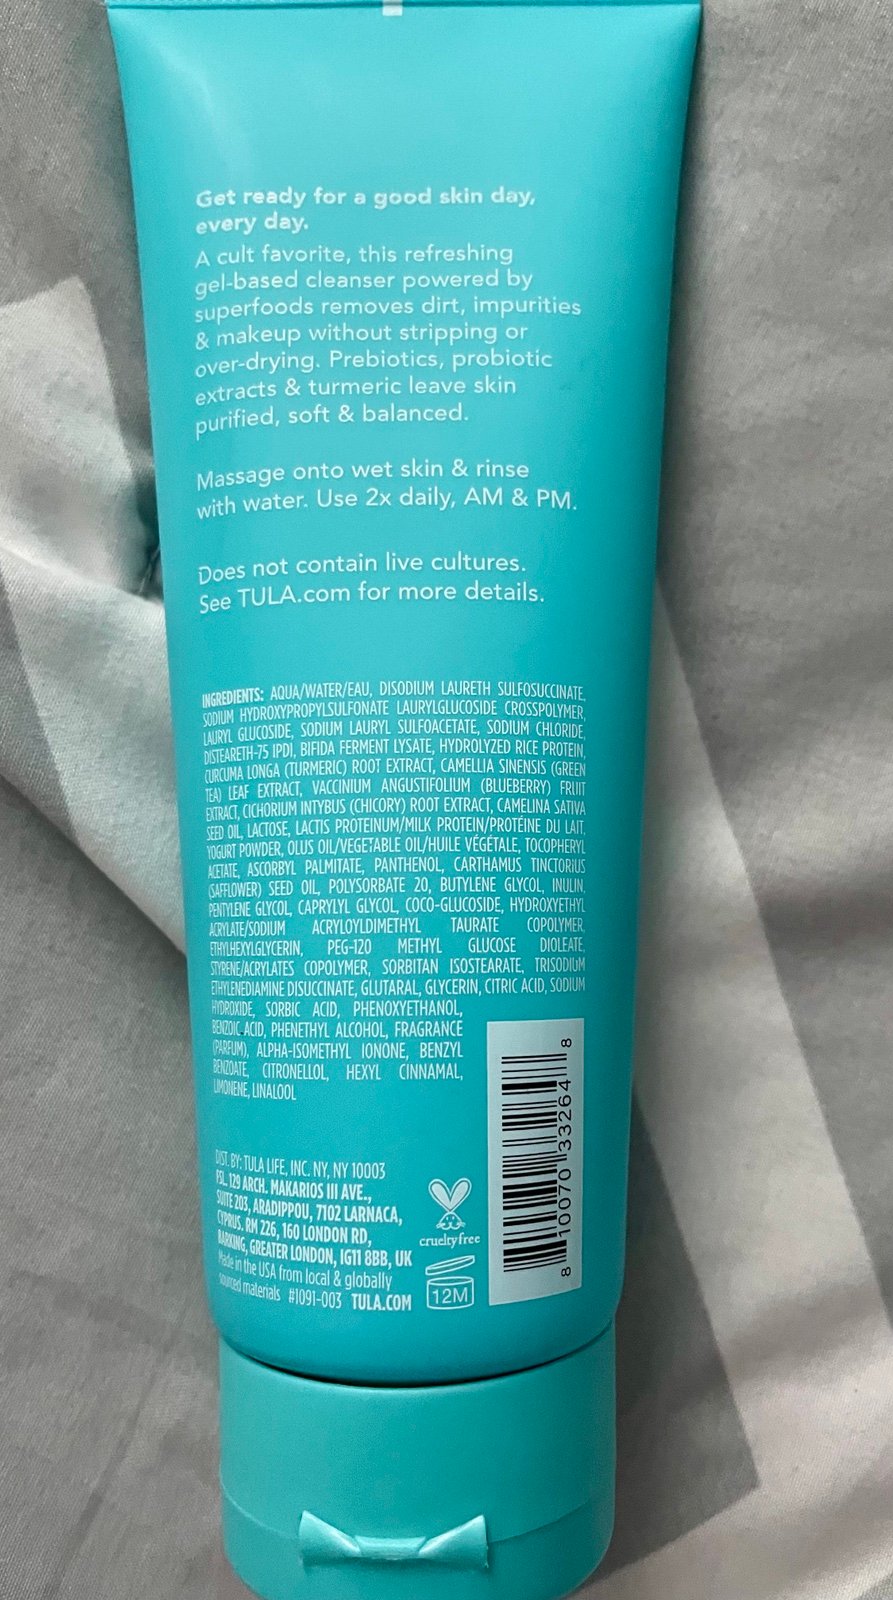 Get ready for a good skin day,
every day.
A cult favorite, this refreshing
gel-based cleanser powered by
superfoods removes dirt, impurities
& makeup without stripping or
over-drying. Prebiotics, probiotic
extracts & turmeric leave skin
purified, soft & balanced.
Massage onto wet skin & rinse
with water. Use 2x daily, AM & PM.
Does not contain live cultures.
See TULA.com for more details.
INGREDIENTS: AQUA/WATER/EAU, DISODIUM LAURETH SULFOSUCCINATE,
SODIUM HYDROXYPROPYLSULFONATE LAURYLGLUCOSIDE CROSSPOLYMER,
LAURYL GLUCOSIDE, SODIUM LAURYL SULFOACETATE, SODIUM CHLORIDE,
DISTEARETH-75 IPDI, BIFIDA FERMENT LYSATE, HYDROLYZED RICE PROTEIN,
CURCUMA LONGA (TURMERIC) ROOT EXTRACT, CAMELLIA SINENSIS (GREEN
TEA) LEAF EXTRACT, VACCINIUM ANGUSTIFOLIUM (BLUEBERRY) FRUIT
EXTRACT, CICHORIUM INTYBUS (CHICORY) ROOT EXTRACT, CAMELINA SATIVA
SEED OIL, LACTOSE, LACTIS PROTEINUM/MILK PROTEIN/PROTÉINE DU LAIT,
YOGURT POWDER, OLUS OIL/VEGETABLE OIL/HUILE VÉGÉTALE, TOCOPHERYL
ACETATE, ASCORBYL PALMITATE, PANTHENOL, CARTHAMUS TINCTORIUS
(SAFFLOWER) SEED OIL, POLYSORBATE 20, BUTYLENE GLYCOL, INULIN,
PENTYLENE GLYCOL, CAPRYLYL GLYCOL, COCO-GLUCOSIDE, HYDROXYETHYL
ACRYLATE/SODIUM ACRYLOYLDIMETHYL TAURATE COPOLYMER,
ETHYLHEXYLGLYCERIN, PEG-120 METHYL GLUCOSE DIOLEATE,
STYRENE/ACRYLATES COPOLYMER, SORBITAN ISOSTEARATE, TRISODIUM
ETHYLENEDIAMINE DISUCCINATE, GLUTARAL, GLYCERIN, CITRIC ACID, SODIUM
HYDROXIDE, SORBIC ACID, PHENOXYETHANOL,
BENZOIC ACID, PHENETHYL ALCOHOL, FRAGRANCE
(PARFUM), ALPHA-ISOMETHYL IONONE, BENZYL
BENZOATE, CITRONELLOL, HEXYL CINNAMAL,
LIMONENE, LINALOOL
DIST. BY: TULA LIFE, INC. NY, NY 10003
PSL. 129 ARCH. MAKARIOS III AVE.,
SUITE 203, ARADIPPOU, 7102 LARNACA,
CYPRUS. RM 226, 160 LONDON RD,
BARKING, GREATER LONDON, IG11 8BB, UK
Made in the USA from local & globally
sourced materials #1091-003 TULA.COM
crueltyfree
12M
8 10070 33264 8